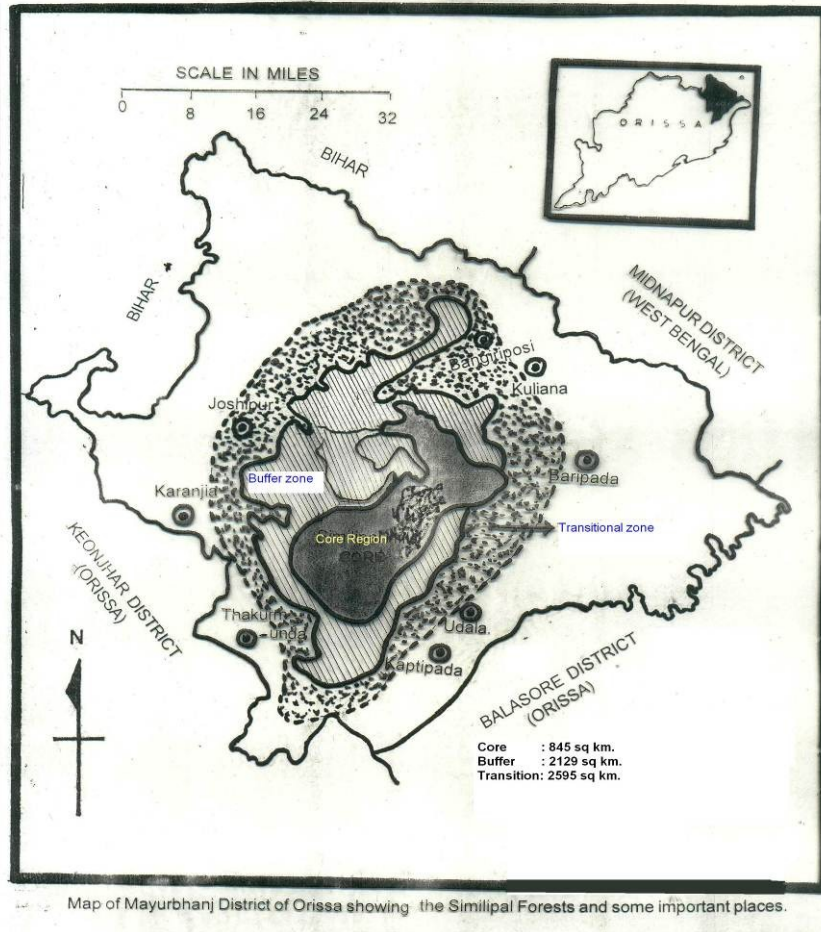 SCALE IN MILES
0 8 16 24 32
ORISSA
BIHAR
BIHAR
MIDNAPUR DISTRICT
(WEST BENGAL)
Bangriposi
Kuliana
Joshipur
Baripada
Buffer zone
Karanjia
Transitional zone
Core Region
CORE
KEONJHAR DISTRICT
(ORISSA)
Thakurm
-unda
Udala.
Kaptipada
N
BALASORE DISTRICT
(ORISSA)
Core : 845 sq km.
Buffer : 2129 sq km.
Transition: 2595 sq km.
Map of Mayurbhanj District of Orissa showing the Similipal Forests and some important places.